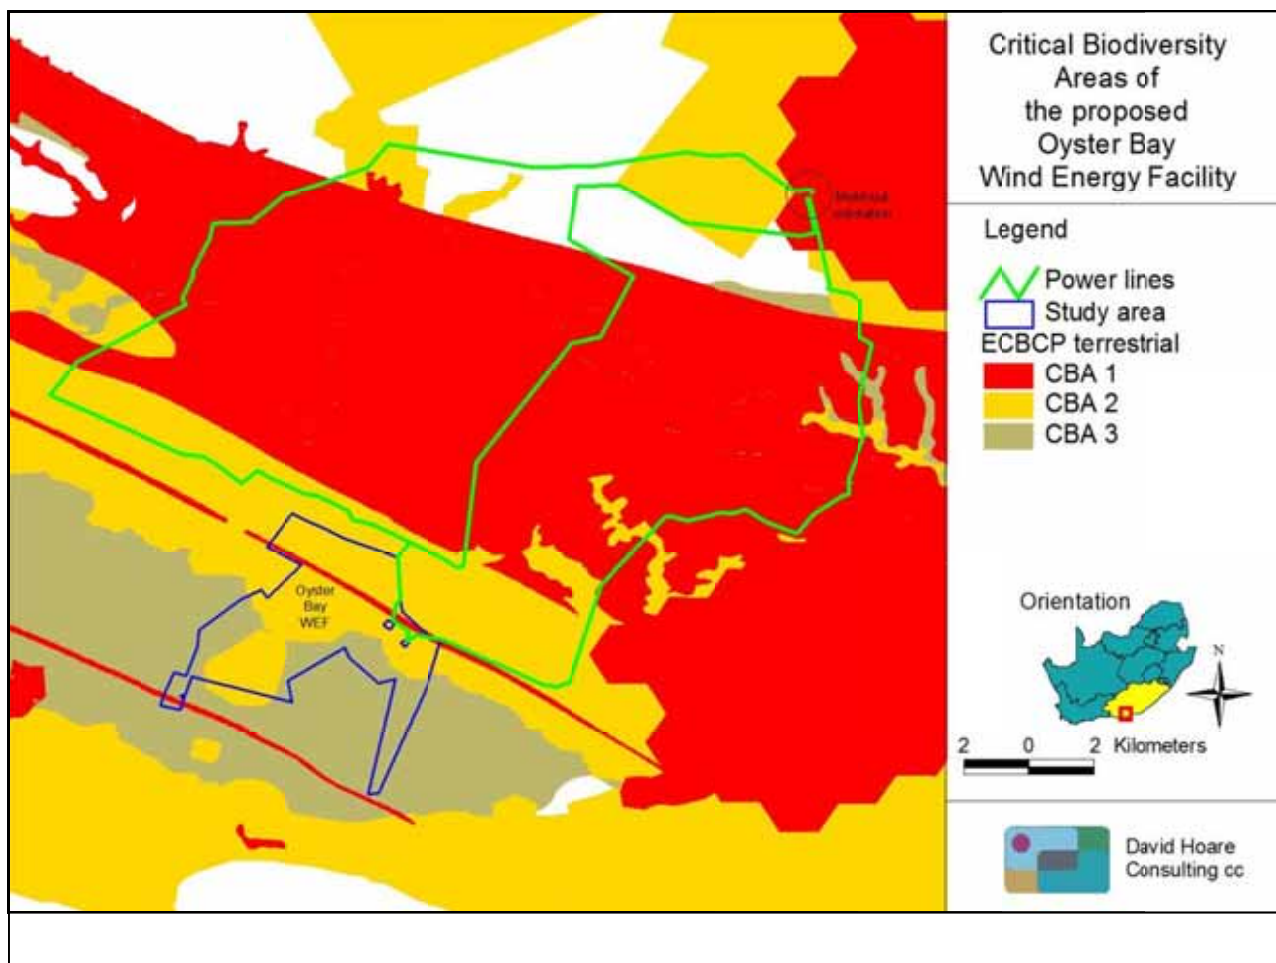 Critical Biodiversity
Areas of
the proposed
Oyster Bay
Wind Energy Facility
Legend
Power lines
Study area
ECBCP terrestrial
CBA 1
CBA 2
CBA 3
Oyster
Bay
WEF
Orientation
N
2 0 2 Kilometers
David Hoare
Consulting cc